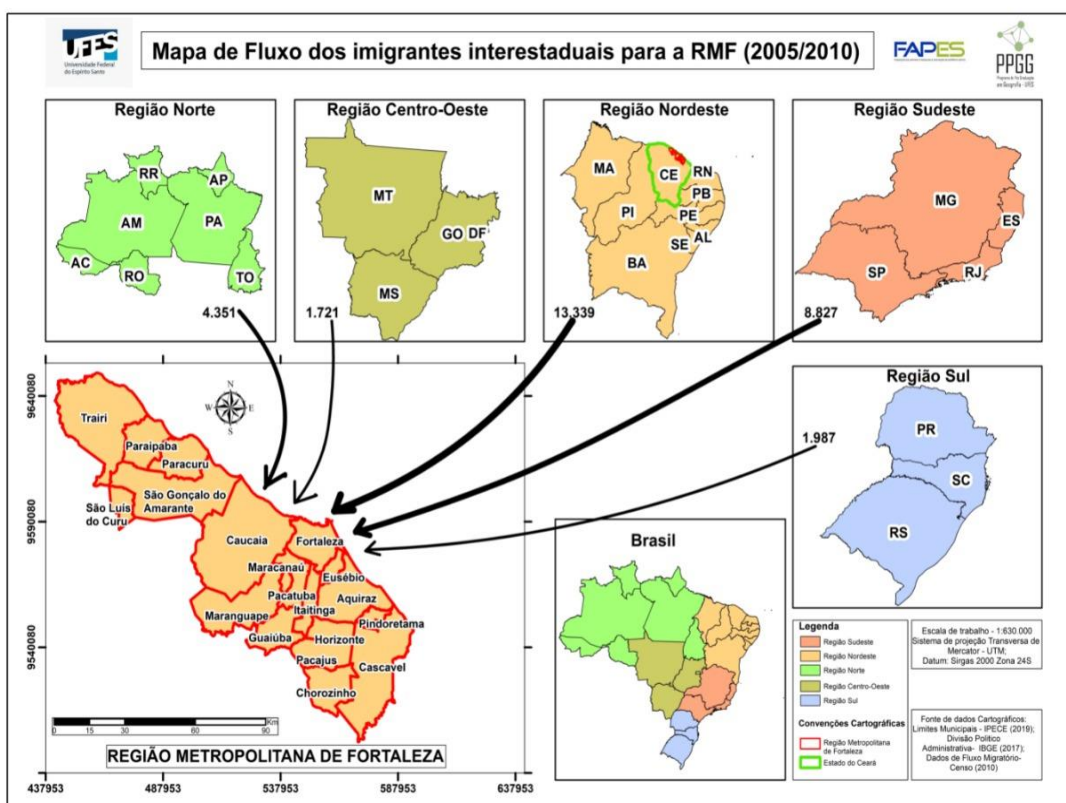 UFES
Universidade Federal
do Espírito Santo
Mapa de Fluxo dos imigrantes interestaduais para a RMF (2005/2010)
FAPES
PPGG
Região Norte
RR
AP
AM
PA
AC
RO
TO
4.351
Região Centro-Oeste
MT
GO DF
MS
1.721
Região Nordeste
MA
CE
RN
PB
PI
PE
AL
SE
BA
13.339
Região Sudeste
MG
ES
SP
RJ
8.827
Região Sul
PR
SC
RS
1.987
437953
487953
537953
587953
637953
9640080
9590080
9540080
N
W
E
S
Trairi
Paraipaba
Paracuru
São Gonçalo do
Amarante
São Luís
do Curu
Caucaia
Fortaleza
Maracanaú
Eusébio
Pacatuba
Aquiraz
Itaitinga
Maranguape
Pindoretama
Guaiúba
Horizonte
Pacajus
Cascavel
Chorozinho
0 15 30 60 90
Km
REGIÃO METROPOLITANA DE FORTALEZA
Brasil
Legenda
Região Sudeste
Região Nordeste
Região Norte
Região Centro-Oeste
Região Sul
Convenções Cartográficas
Região Metropolitana
de Fortaleza
Estado do Ceará
Escala de trabalho - 1:630.000
Sistema de projeção Transversa de
Mercator - UTM;
Datum: Sirgas 2000 Zona 24S
Fonte de dados Cartográficos:
Limites Municipais - IPECE (2019);
Divisão Político
Administrativa- IBGE (2017);
Dados de Fluxo Migratório-
Censo (2010)